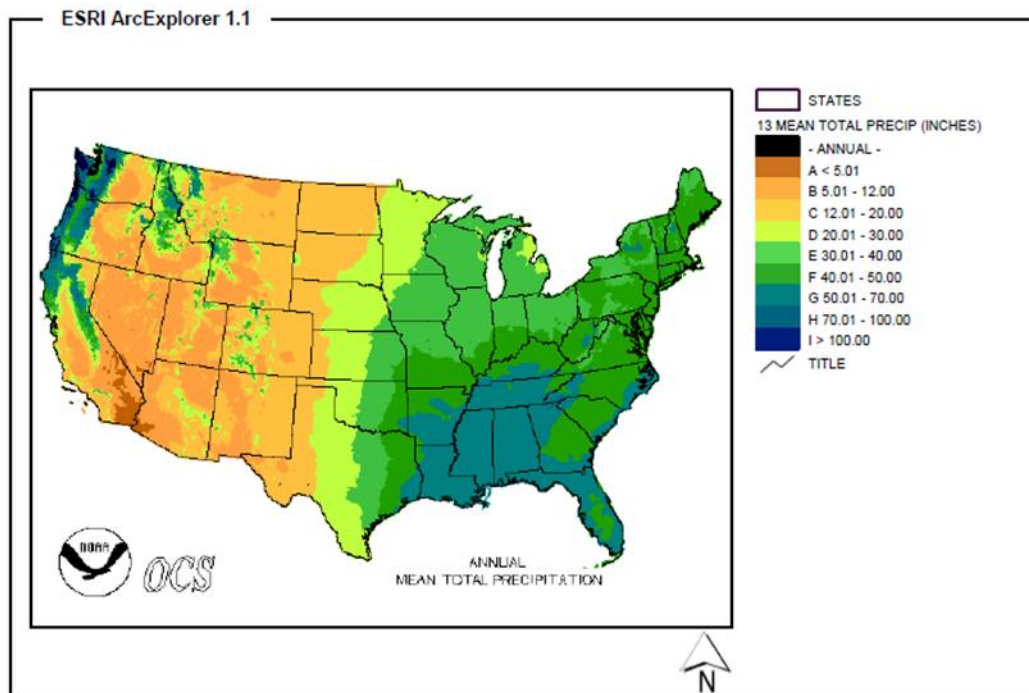 ESRI ArcExplorer 1.1
STATES
13 MEAN TOTAL PRECIP (INCHES)
- ANNUAL -
A < 5.01
B 5.01 - 12.00
C 12.01 - 20.00
D 20.01 - 30.00
E 30.01 - 40.00
F 40.01 - 50.00
G 50.01 - 70.00
H 70.01 - 100.00
I > 100.00
TITLE
NOAA
OCS
ANNUAL
MEAN TOTAL PRECIPITATION
N